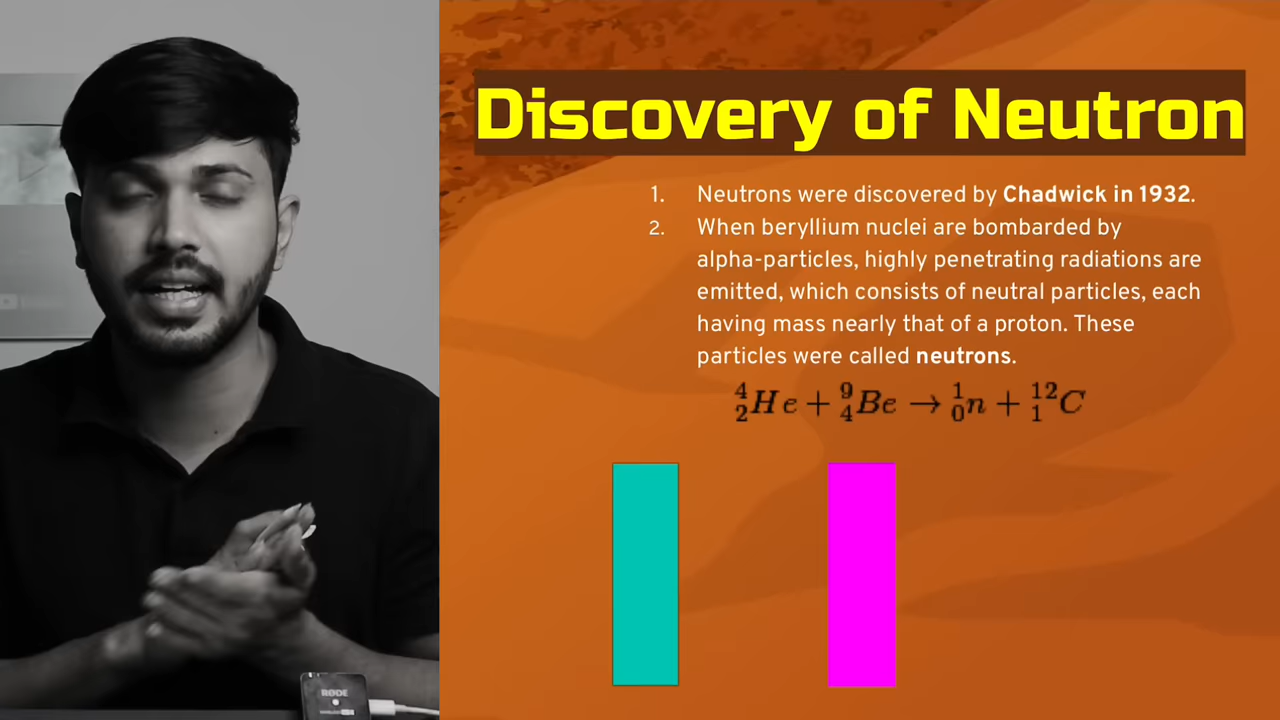 Discovery of Neutron
1. Neutrons were discovered by Chadwick in 1932.
2. When beryllium nuclei are bombarded by
alpha-particles, highly penetrating radiations are
emitted, which consists of neutral particles, each
having mass nearly that of a proton. These
particles were called neutrons.
⁴₂He + ⁹₄Be → ¹₀n + ¹²₁C
RØDE